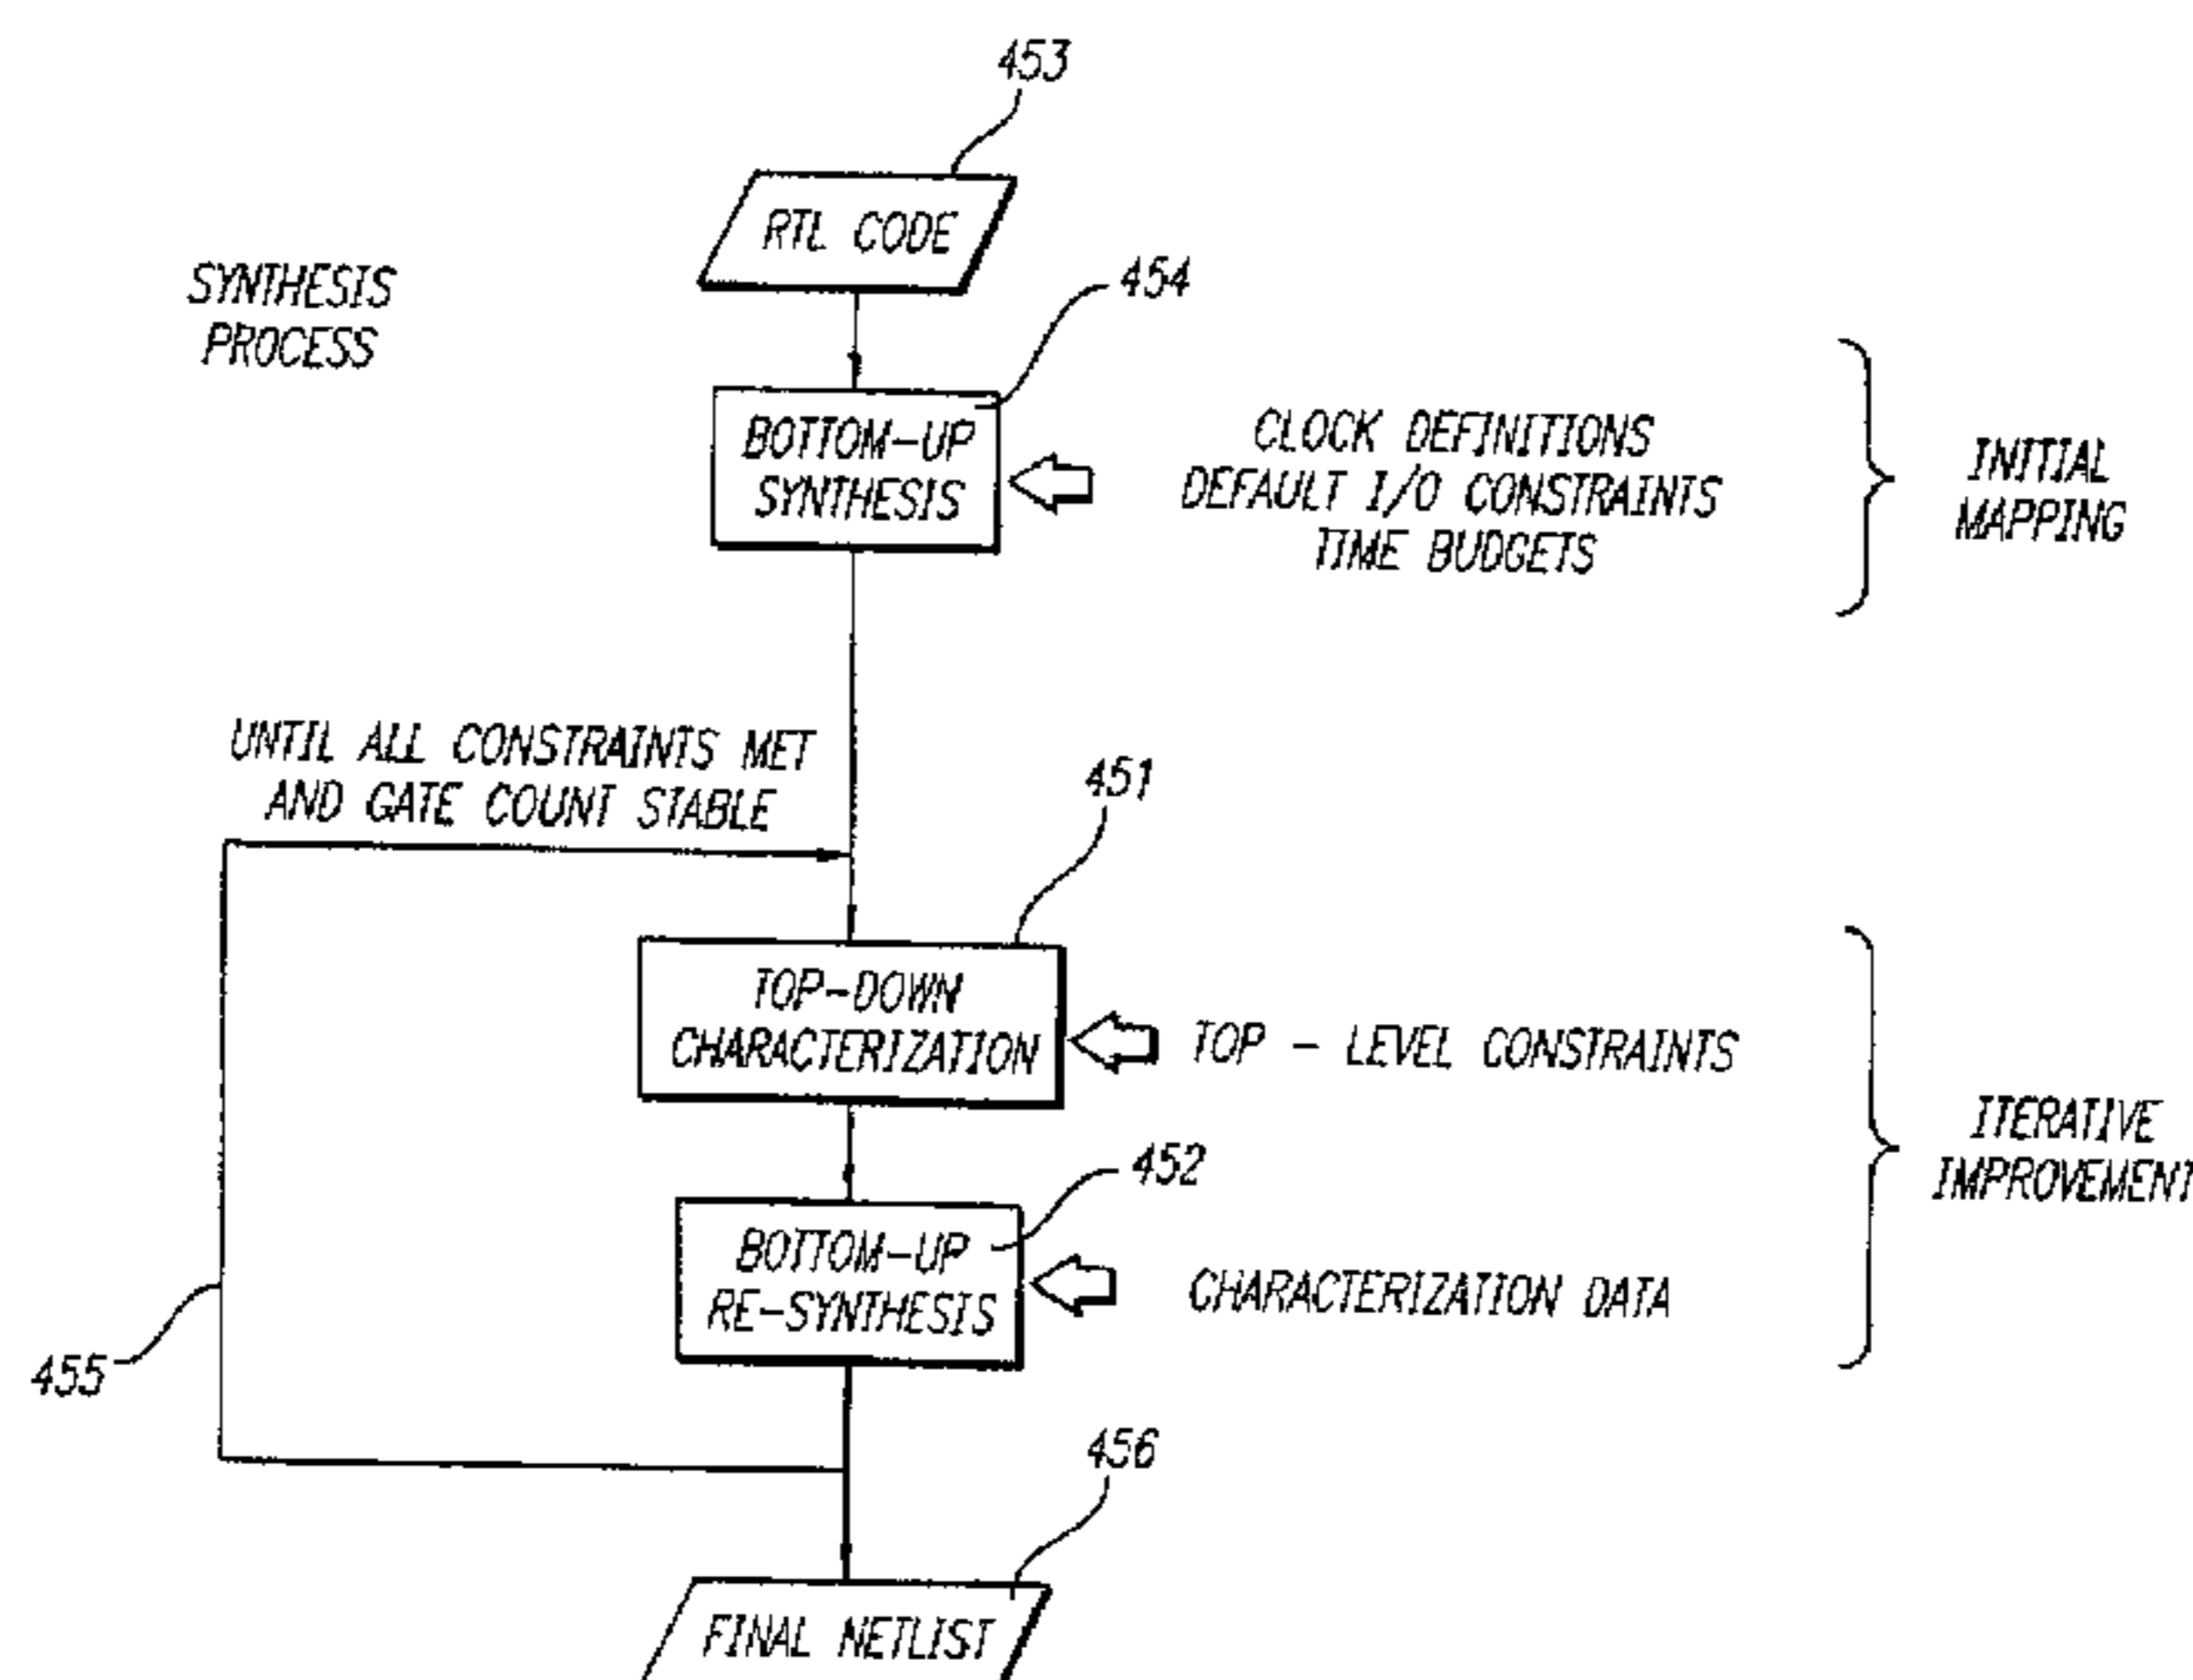 453
RTL CODE
SYNTHESIS
PROCESS
454
BOTTOM-UP
SYNTHESIS
CLOCK DEFINITIONS
DEFAULT I/O CONSTRAINTS
TIME BUDGETS
INITIAL
MAPPING
UNTIL ALL CONSTRAINTS MET
AND GATE COUNT STABLE
451
TOP-DOWN
CHARACTERIZATION
TOP - LEVEL CONSTRAINTS
452
BOTTOM-UP
RE-SYNTHESIS
CHARACTERIZATION DATA
ITERATIVE
IMPROVEMENT
455
456
FINAL NETLIST